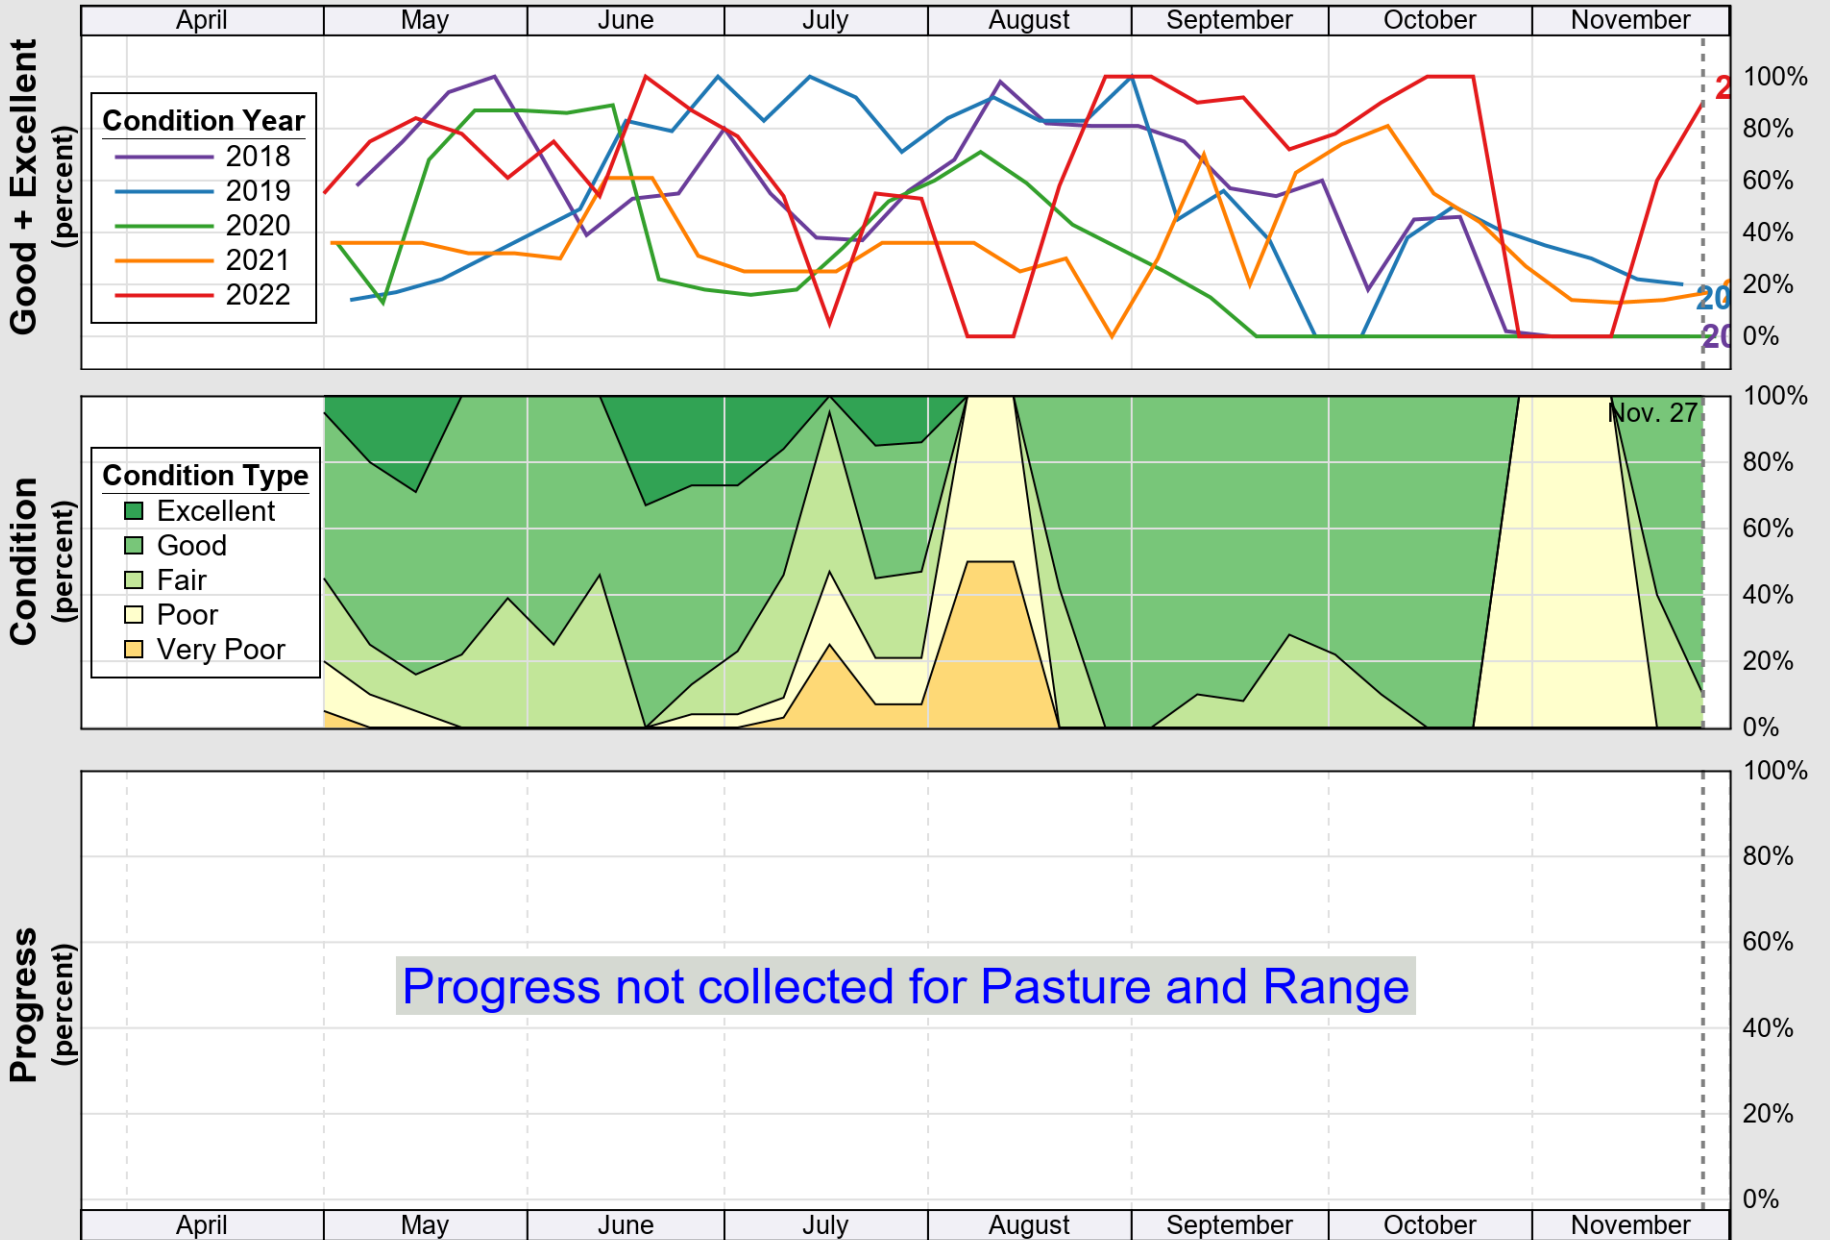 April May June July August September October November
Good + Excellent
(percent)
100%
80%
60%
40%
20%
0%
Condition Year
2018
2019
2020
2021
2022
2
20
20
Condition
(percent)
100%
80%
60%
40%
20%
0%
Nov. 27
Condition Type
Excellent
Good
Fair
Poor
Very Poor
Progress
(percent)
100%
80%
60%
40%
20%
0%
Progress not collected for Pasture and Range
April May June July August September October November